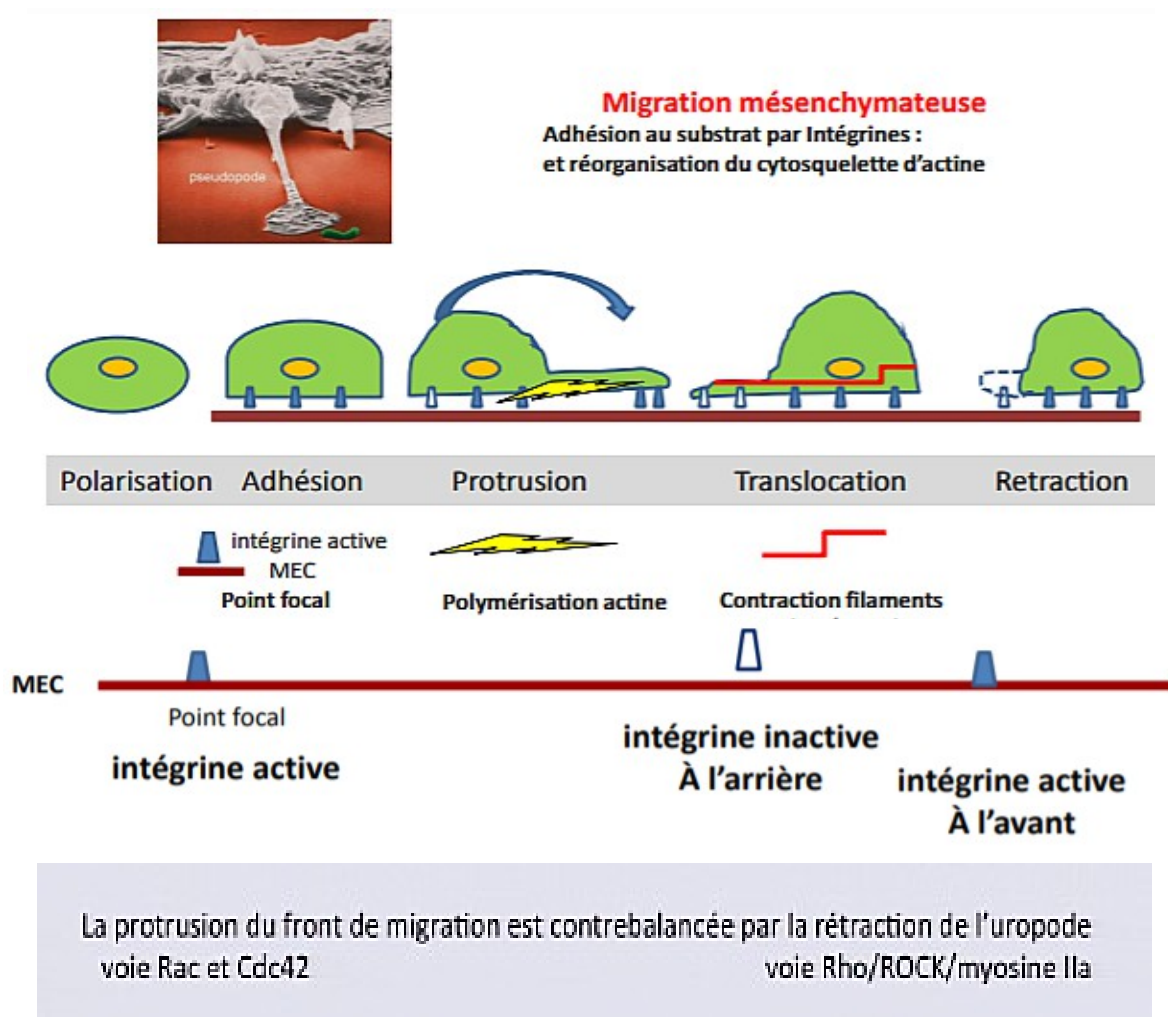 pseudopode
Migration mésenchymateuse
Adhésion au substrat par Intégrines :
et réorganisation du cytosquelette d'actine
Polarisation Adhésion Protrusion Translocation Retraction
intégrine active
MEC
Point focal
Polymérisation actine
Contraction filaments
MEC
Point focal
intégrine active
intégrine inactive
À l'arrière
intégrine active
À l'avant
La protrusion du front de migration est contrebalancée par la rétraction de l'uropode
voie Rac et Cdc42 voie Rho/ROCK/myosine IIa